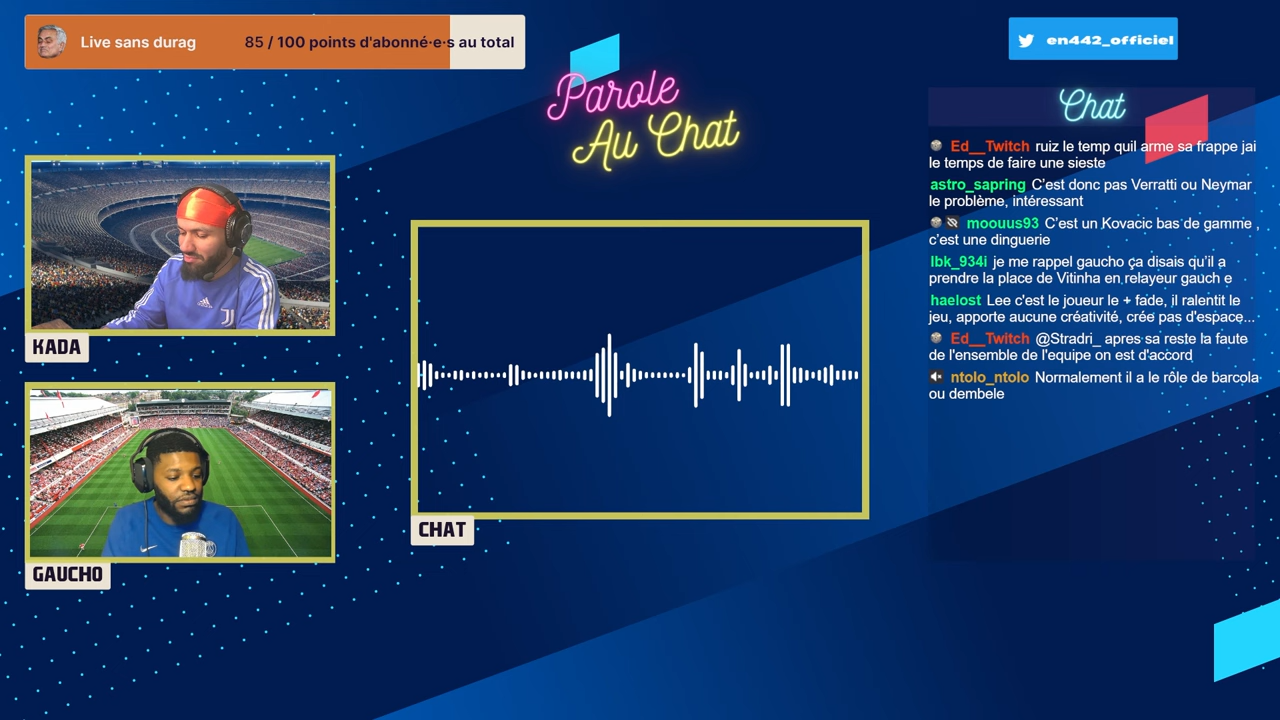 Live sans durag
85 / 100 points d'abonné·e·s au total
en442_officiel
Parole
Au Chat
Chat
Ed__Twitch ruiz le temp quil arme sa frappe jai
le temps de faire une sieste
astro_sapring C'est donc pas Verratti ou Neymar
le problème, intéressant
moouus93 C'est un Kovacic bas de gamme ,
c'est une dinguerie
lbk_934i je me rappel gaucho ça disais qu'il a
prendre la place de Vitinha en relayeur gauch e
haelost Lee c'est le joueur le + fade, il ralentit le
jeu, apporte aucune créativité, crée pas d'espace...
Ed__Twitch @Stradri_ apres sa reste la faute
de l'ensemble de l'equipe on est d'accord
ntolo_ntolo Normalement il a le rôle de barcola
ou dembele
KADA
GAUCHO
CHAT